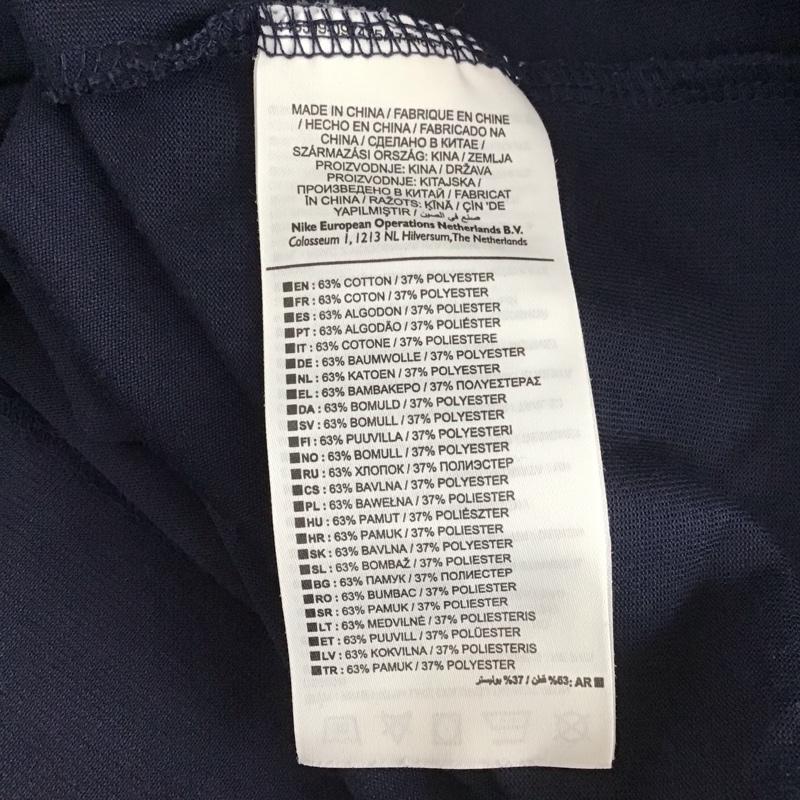 MADE IN CHINA / FABRIQUE EN CHINE
/ HECHO EN CHINA / FABRICADO NA
CHINA / СДЕЛАНО В КИТАЕ /
SZÁRMAZÁSI ORSZÁG: KINA / ZEMLJA
PROIZVODNJE: KINA / DRŽAVA
PROIZVODNJE: KITAJSKA /
ПРОИЗВЕДЕНО В КИТАЙ / FABRICAT
ÎN CHINA / RAŽOTS: ĶĪNĀ / ÇİN 'DE
YAPILMIŞTIR / صنع في الصين
Nike European Operations Netherlands B.V.
Colosseum 1, 1213 NL Hilversum, The Netherlands
EN : 63% COTTON / 37% POLYESTER
FR : 63% COTON / 37% POLYESTER
ES : 63% ALGODON / 37% POLIESTER
PT : 63% ALGODÃO / 37% POLIÉSTER
IT : 63% COTONE / 37% POLIESTERE
DE : 63% BAUMWOLLE / 37% POLYESTER
NL : 63% KATOEN / 37% POLYESTER
EL : 63% ΒΑΜΒΑΚΕΡΟ / 37% ΠΟΛΥΕΣΤΕΡΑΣ
DA : 63% BOMULD / 37% POLYESTER
SV : 63% BOMULL / 37% POLYESTER
FI : 63% PUUVILLA / 37% POLYESTERI
NO : 63% BOMULL / 37% POLYESTER
RU : 63% ХЛОПОК / 37% ПОЛИЭСТЕР
CS : 63% BAVLNA / 37% POLYESTER
PL : 63% BAWEŁNA / 37% POLYESTER
HU : 63% PAMUT / 37% POLIÉSZTER
HR : 63% PAMUK / 37% POLIESTER
SK : 63% BAVLNA / 37% POLYESTER
SL : 63% BOMBAŽ / 37% POLIESTER
BG : 63% ПАМУК / 37% ПОЛИЕСТЕР
RO : 63% BUMBAC / 37% POLIESTER
SR : 63% PAMUK / 37% POLIESTER
LT : 63% MEDVILNĖ / 37% POLIESTERIS
ET : 63% PUUVILL / 37% POLÜESTER
LV : 63% KOKVILNA / 37% POLIESTERIS
TR : 63% PAMUK / 37% POLIESTER
AR :63% قطن / 37% بوليستر